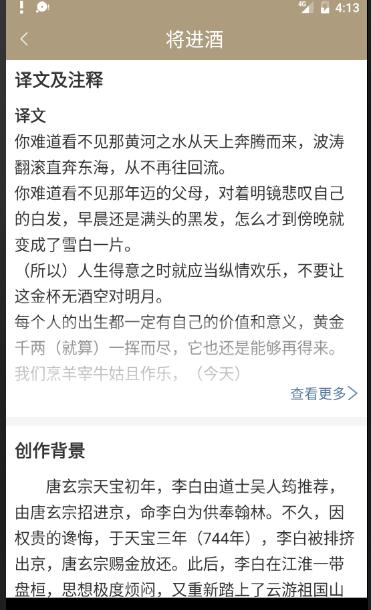 4G 4:13
将进酒
译文及注释
译文
你难道看不见那黄河之水从天上奔腾而来，波涛
翻滚直奔东海，从不再往回流。
你难道看不见那年迈的父母，对着明镜悲叹自己
的白发，早晨还是满头的黑发，怎么才到傍晚就
变成了雪白一片。
（所以）人生得意之时就应当纵情欢乐，不要让
这金杯无酒空对明月。
每个人的出生都一定有自己的价值和意义，黄金
千两（就算）一挥而尽，它也还是能够再得来。
我们烹羊宰牛姑且作乐，（今天）
查看更多
创作背景
唐玄宗天宝初年，李白由道士吴人筠推荐，
由唐玄宗招进京，命李白为供奉翰林。不久，因
权贵的谗悔，于天宝三年（744年），李白被排挤
出京，唐玄宗赐金放还。此后，李白在江淮一带
盘桓，思想极度烦闷，又重新踏上了云游祖国山